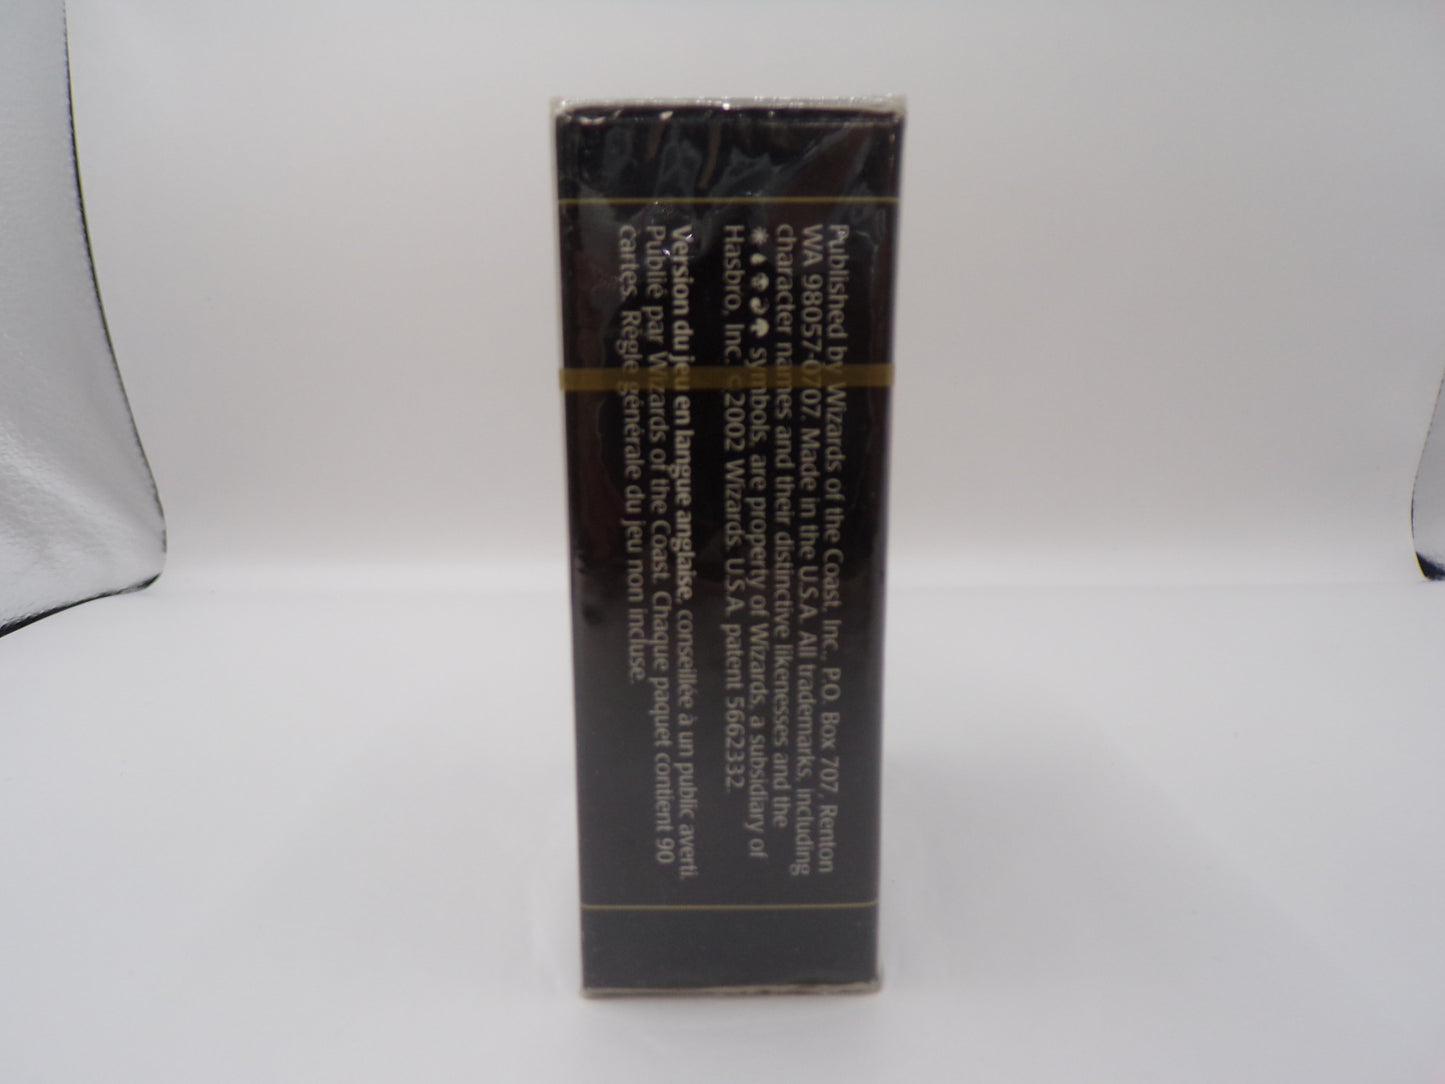 Published by Wizards of the Coast, Inc., P.O. Box 707, Renton
WA 98057-0707. Made in the U.S.A. All trademarks, including
character names and their distinctive likenesses and the
symbols, are property of Wizards, a subsidiary of
Hasbro, Inc. © 2002 Wizards. U.S.A. patent 5662332.
Version du jeu en langue anglaise, conseillée à un public averti.
Publié par Wizards of the Coast. Chaque paquet contient 90
cartes. Règle générale du jeu non incluse.